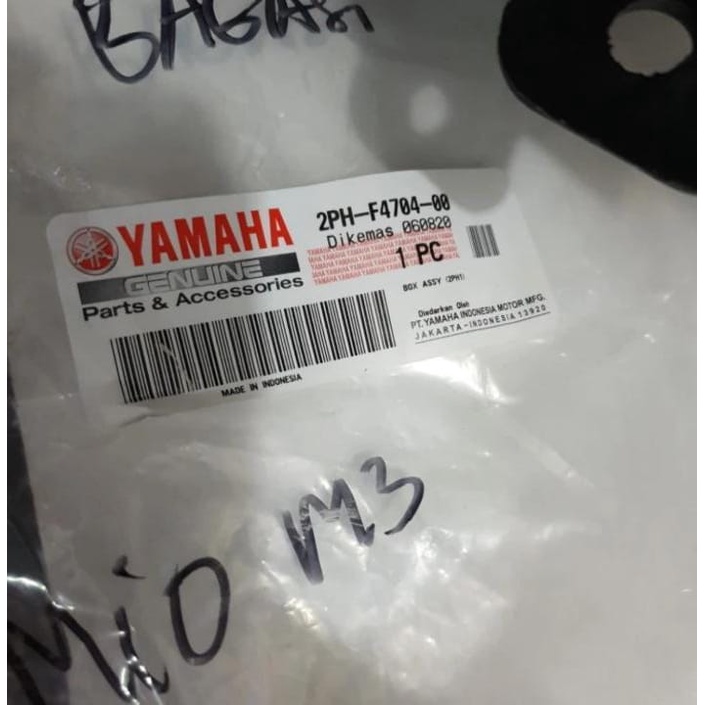 BAGASI
YAMAHA
GENUINE
Parts & Accessories
2PH-F4704-00
Dikemas 060820
1 PC
BOX ASSY (2PH1)
Diedarkan Oleh
PT. YAMAHA INDONESIA MOTOR MFG.
JAKARTA-INDONESIA 13920
MADE IN INDONESIA
MiO M3